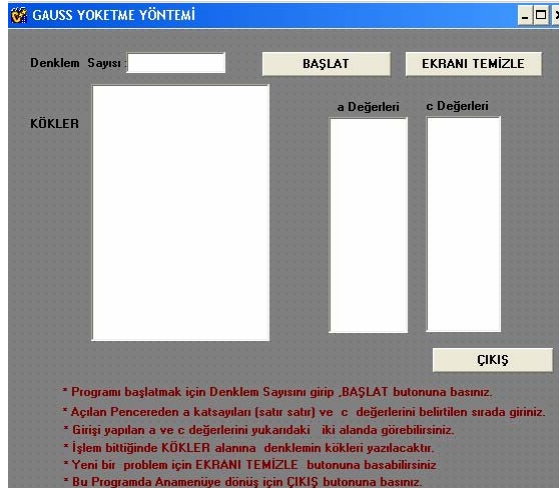 GAUSS YOKETME YÖNTEMİ
Denklem Sayısı :
BAŞLAT
EKRANI TEMİZLE
KÖKLER
a Değerleri
c Değerleri
ÇIKIŞ
* Programı başlatmak için Denklem Sayısını girip ,BAŞLAT butonuna basınız.
* Açılan Pencereden a katsayıları (satır satır) ve c değerlerini belirtilen sırada giriniz.
* Girişi yapılan a ve c değerlerini yukarıdaki iki alanda görebilirsiniz.
* İşlem bittiğinde KÖKLER alanına denklemin kökleri yazılacaktır.
* Yeni bir problem için EKRANI TEMİZLE butonuna basabilirsiniz
* Bu Programda Anamenüye dönüş için ÇIKIŞ butonuna basınız.